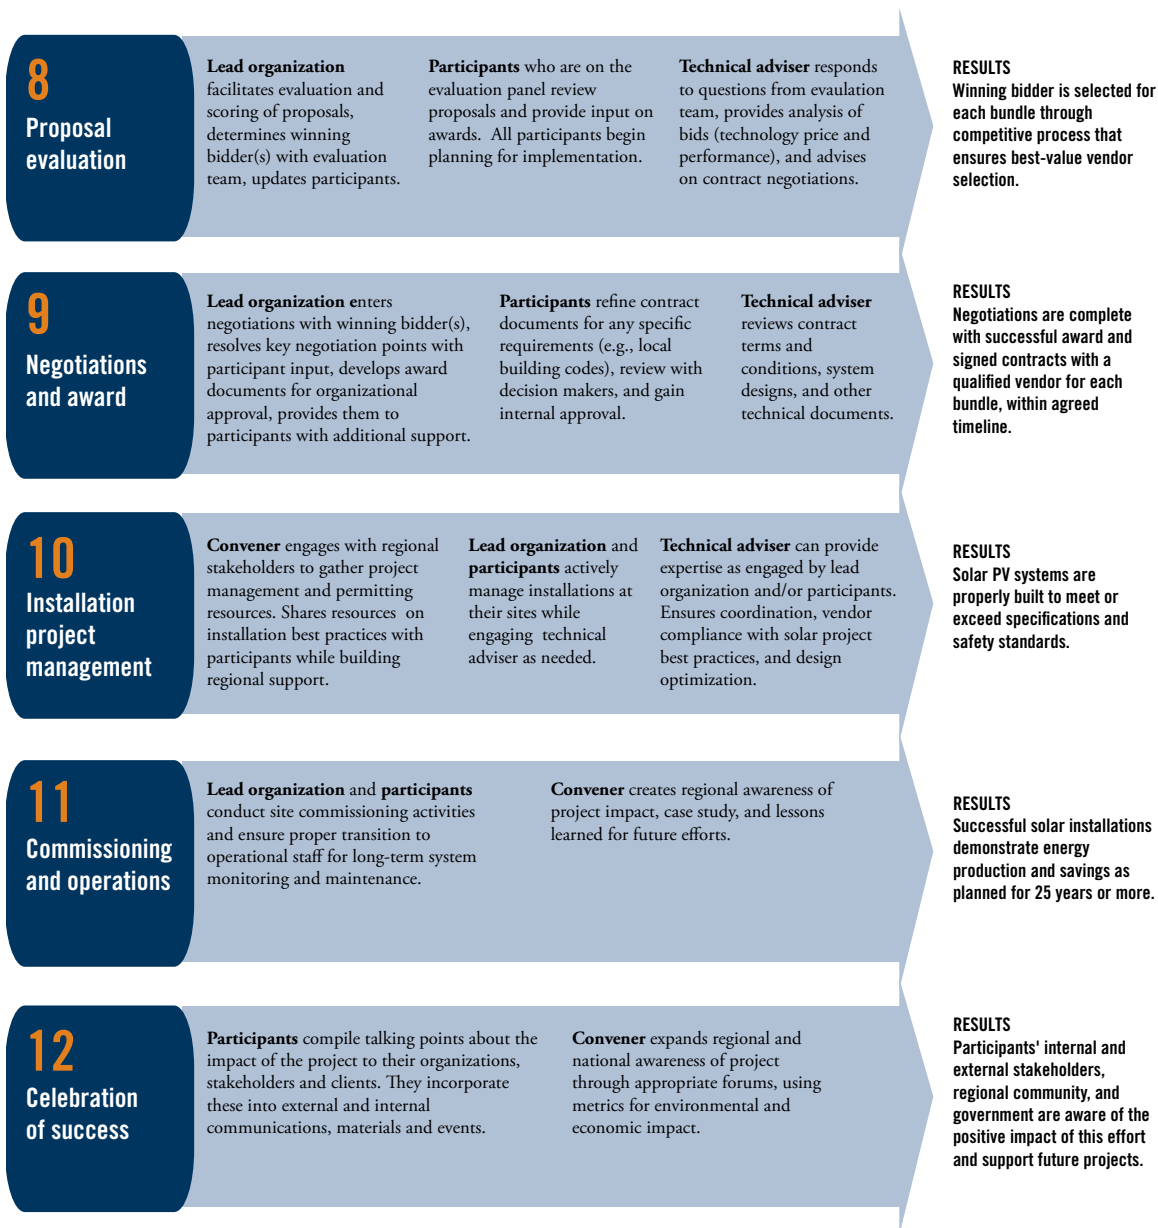 8
Proposal
evaluation
Lead organization
facilitates evaluation and
scoring of proposals,
determines winning
bidder(s) with evaluation
team, updates participants.
Participants who are on the
evaluation panel review
proposals and provide input on
awards.  All participants begin
planning for implementation.
Technical adviser responds
to questions from evaulation
team, provides analysis of
bids (technology price and
performance), and advises
on contract negotiations.
RESULTS
Winning bidder is selected for
each bundle through
competitive process that
ensures best-value vendor
selection.
9
Negotiations
and award
Lead organization enters
negotiations with winning bidder(s),
resolves key negotiation points with
participant input, develops award
documents for organizational
approval, provides them to
participants with additional support.
Participants refine contract
documents for any specific
requirements (e.g., local
building codes), review with
decision makers, and gain
internal approval.
Technical adviser
reviews contract
terms and
conditions, system
designs, and other
technical documents.
RESULTS
Negotiations are complete
with successful award and
signed contracts with a
qualified vendor for each
bundle, within agreed
timeline.
10
Installation
project
management
Convener engages with regional
stakeholders to gather project
management and permitting
resources. Shares resources  on
installation best practices with
participants while building
regional support.
Lead organization and
participants actively
manage installations at
their sites while
engaging  technical
adviser as needed.
Technical adviser can provide
expertise as engaged by lead
organization and/or participants.
Ensures coordination, vendor
compliance with solar project
best practices, and design
optimization.
RESULTS
Solar PV systems are
properly built to meet or
exceed specifications and
safety standards.
11
Commissioning
and operations
Lead organization and participants
conduct site commissioning activities
and ensure proper transition to
operational staff for long-term system
monitoring and maintenance.
Convener creates regional awareness of
project impact, case study, and lessons
learned for future efforts.
RESULTS
Successful solar installations
demonstrate energy
production and savings as
planned for 25 years or more.
12
Celebration
of success
Participants compile talking points about the
impact of the project to their organizations,
stakeholders and clients. They incorporate
these into external and internal
communications, materials and events.
Convener expands regional and
national awareness of project
through appropriate forums, using
metrics for environmental and
economic impact.
RESULTS
Participants' internal and
external stakeholders,
regional community, and
government are aware of the
positive impact of this effort
and support future projects.